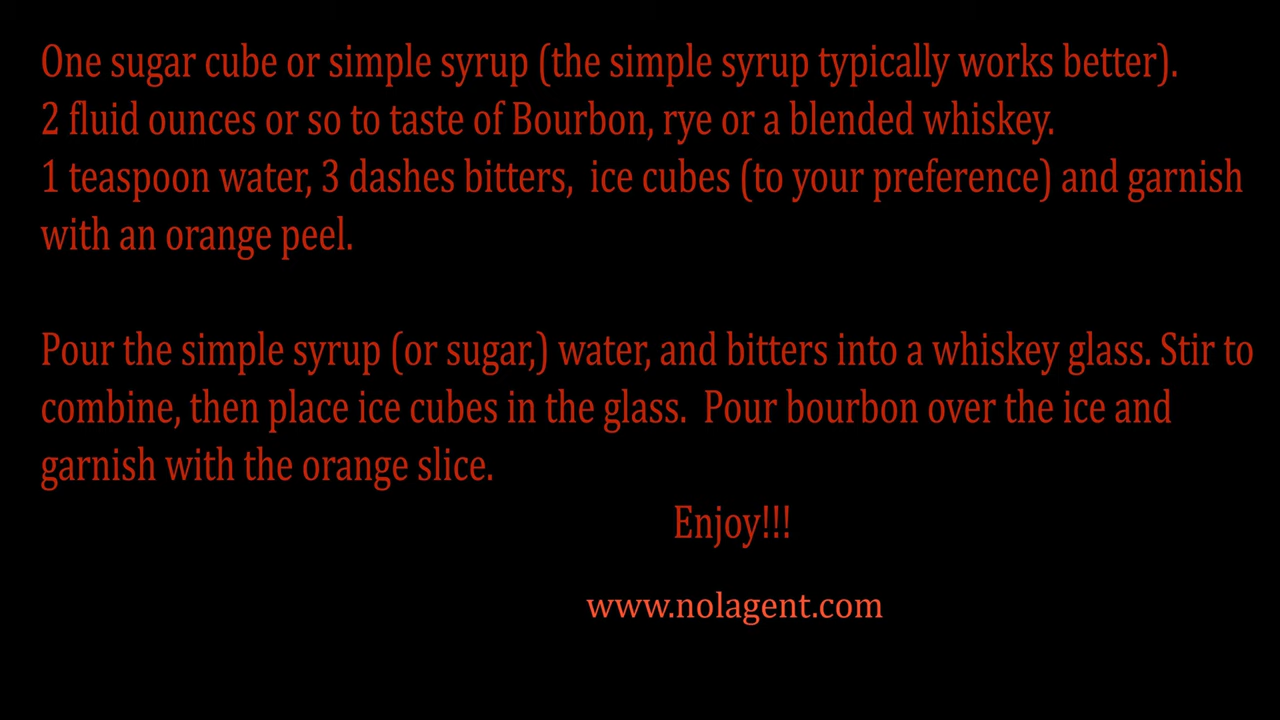 One sugar cube or simple syrup (the simple syrup typically works better).
2 fluid ounces or so to taste of Bourbon, rye or a blended whiskey.
1 teaspoon water, 3 dashes bitters,  ice cubes (to your preference) and garnish
with an orange peel.
Pour the simple syrup (or sugar,) water, and bitters into a whiskey glass. Stir to
combine, then place ice cubes in the glass.  Pour bourbon over the ice and
garnish with the orange slice.
Enjoy!!!
www.nolagent.com